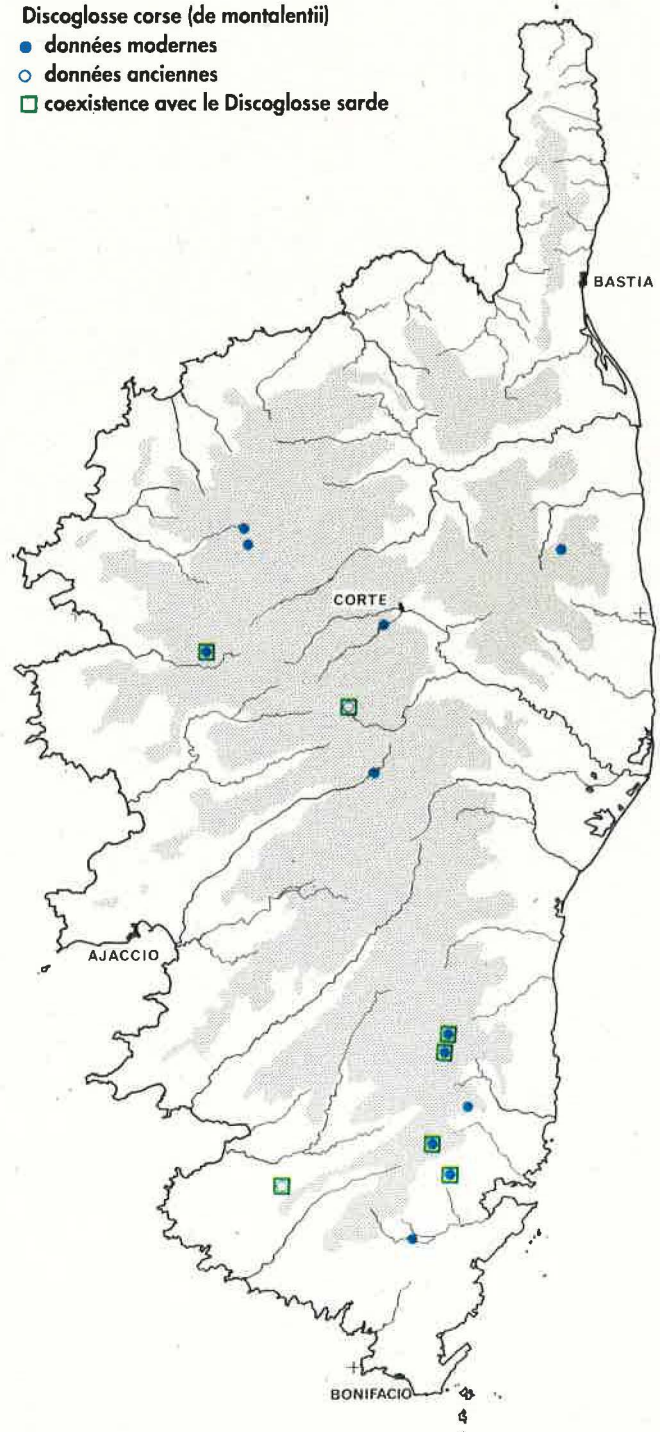 Discoglosse corse (de montalentii)
données modernes
données anciennes
coexistence avec le Discoglosse sarde
BASTIA
CORTE
AJACCIO
BONIFACIO